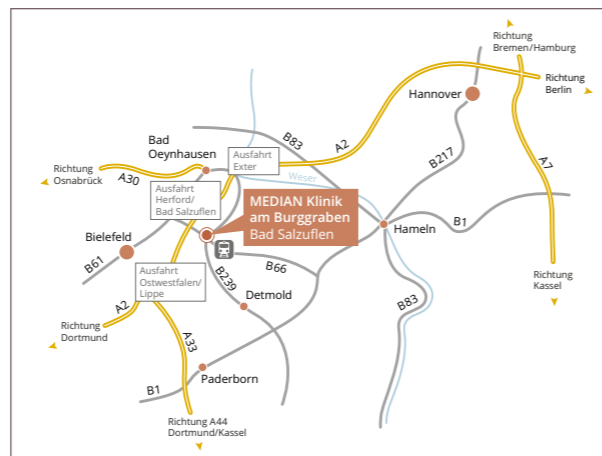 Richtung
Bremen/Hamburg
Richtung
Berlin
Hannover
B83
A2
B217
A7
Bad
Oeynhausen
Ausfahrt
Exter
Richtung
Osnabrück
A30
Weser
Ausfahrt
Herford/
Bad Salzuflen
MEDIAN Klinik
am Burggraben
Bad Salzuflen
B1
Hameln
Bielefeld
B61
B66
Ausfahrt
Ostwestfalen/
Lippe
B239
Detmold
Richtung
Kassel
B83
A2
Richtung
Dortmund
A33
Paderborn
B1
Richtung A44
Dortmund/Kassel